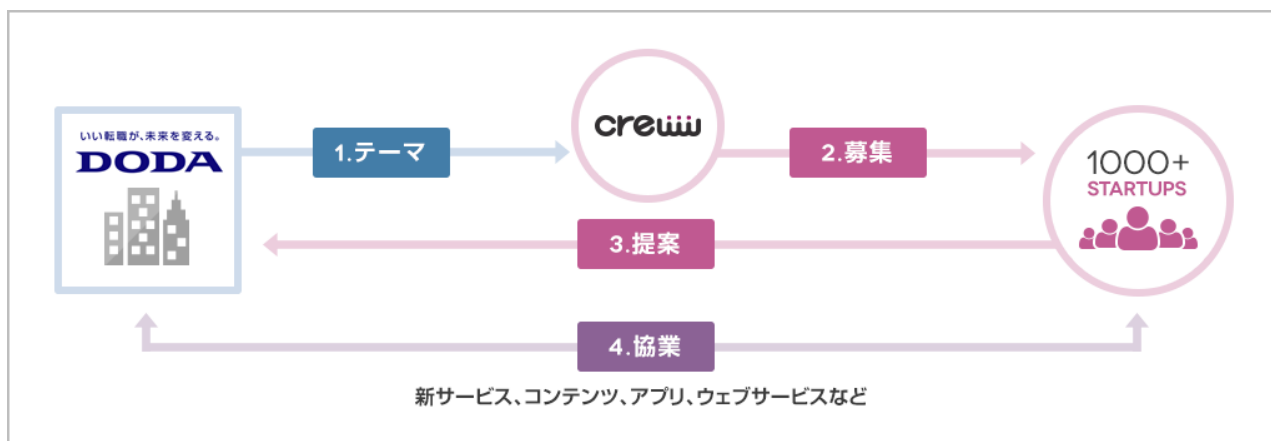 いい転職が、未来を変える。
DODA
1.テーマ
creww
2.募集
1000+
STARTUPS
3.提案
4.協業
新サービス、コンテンツ、アプリ、ウェブサービスなど